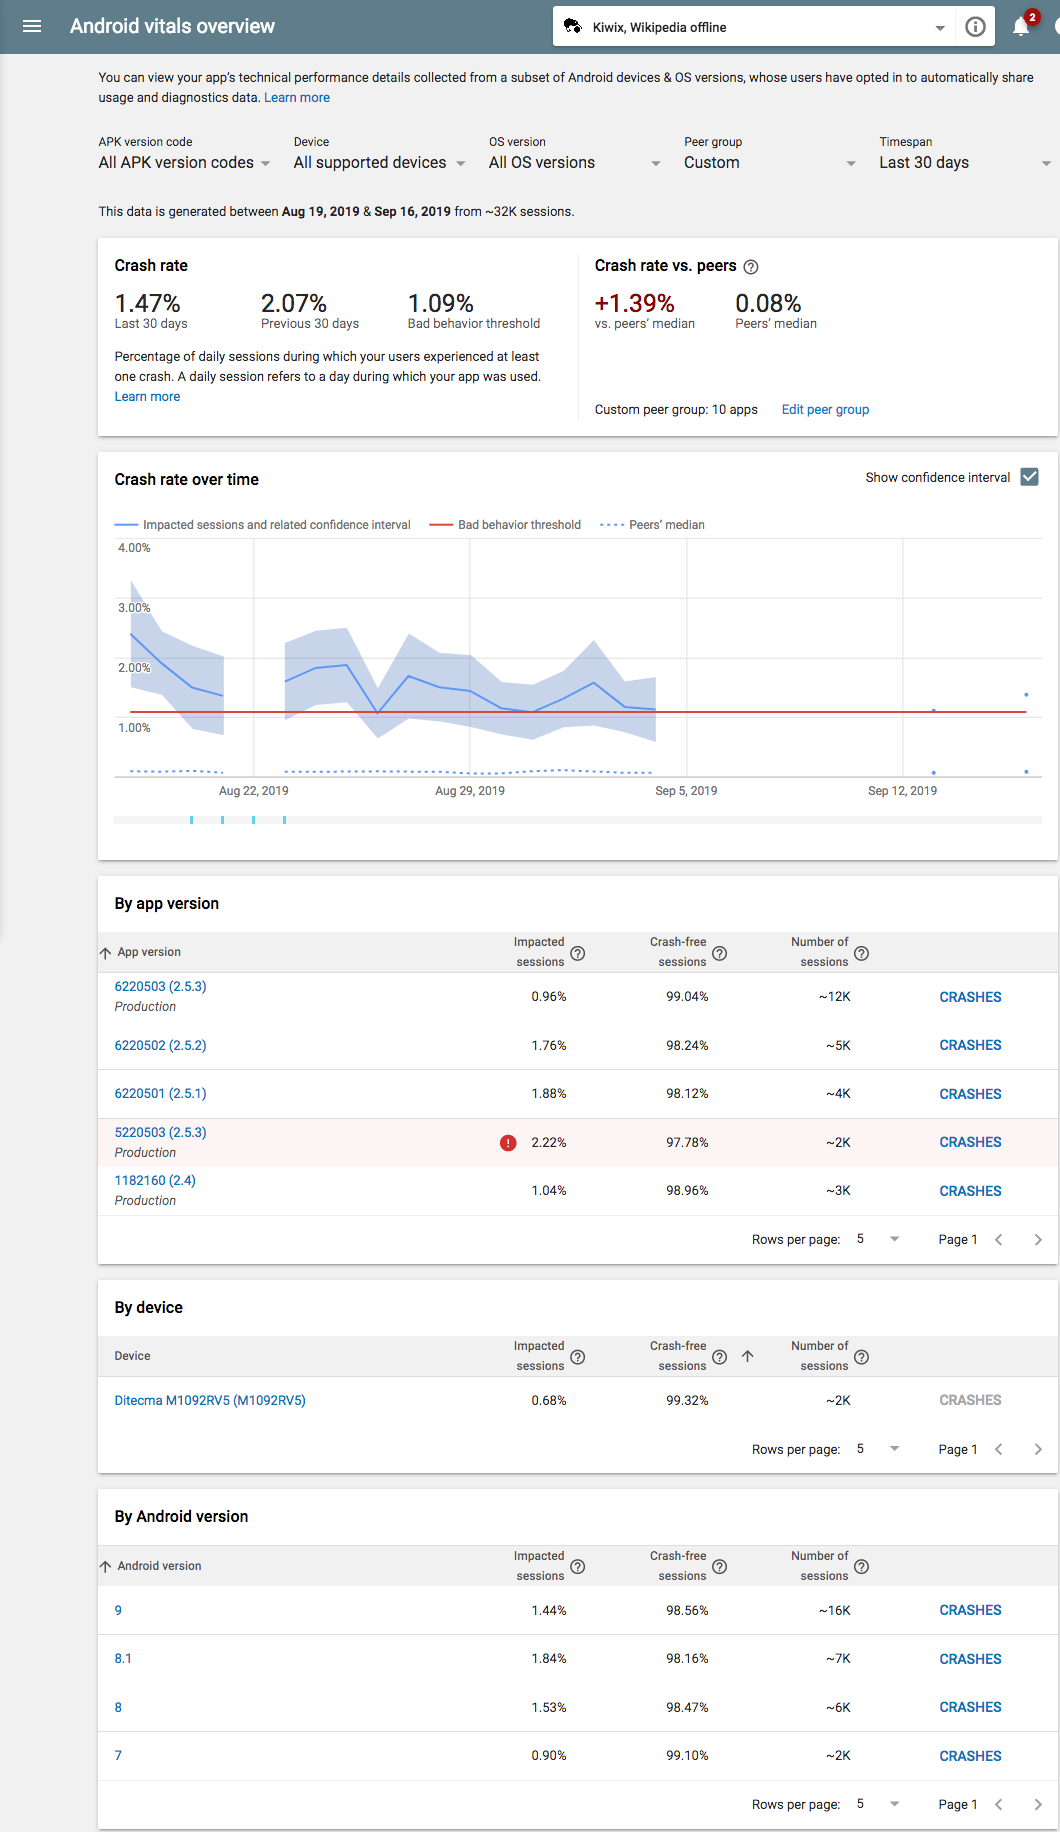 Android vitals overview
Kiwix, Wikipedia offline
2
You can view your app's technical performance details collected from a subset of Android devices & OS versions, whose users have opted in to automatically share
usage and diagnostics data. Learn more
APK version code Device OS version Peer group Timespan
All APK version codes All supported devices All OS versions Custom Last 30 days
This data is generated between Aug 19, 2019 & Sep 16, 2019 from ~32K sessions.
Crash rate
1.47% 2.07% 1.09%
Last 30 days Previous 30 days Bad behavior threshold
Percentage of daily sessions during which your users experienced at least
one crash. A daily session refers to a day during which your app was used.
Learn more
Crash rate vs. peers ?
+1.39% 0.08%
vs. peers' median Peers' median
Custom peer group: 10 apps Edit peer group
Crash rate over time
Show confidence interval
Impacted sessions and related confidence interval Bad behavior threshold Peers' median
4.00%
3.00%
2.00%
1.00%
Aug 22, 2019 Aug 29, 2019 Sep 5, 2019 Sep 12, 2019
By app version
App version Impacted sessions ? Crash-free sessions ? Number of sessions ?
6220503 (2.5.3) 0.96% 99.04% ~12K CRASHES
Production
6220502 (2.5.2) 1.76% 98.24% ~5K CRASHES
6220501 (2.5.1) 1.88% 98.12% ~4K CRASHES
5220503 (2.5.3) ! 2.22% 97.78% ~2K CRASHES
Production
1182160 (2.4) 1.04% 98.96% ~3K CRASHES
Production
Rows per page: 5 Page 1
By device
Device Impacted sessions ? Crash-free sessions ? Number of sessions ?
Ditecma M1092RV5 (M1092RV5) 0.68% 99.32% ~2K CRASHES
Rows per page: 5 Page 1
By Android version
Android version Impacted sessions ? Crash-free sessions ? Number of sessions ?
9 1.44% 98.56% ~16K CRASHES
8.1 1.84% 98.16% ~7K CRASHES
8 1.53% 98.47% ~6K CRASHES
7 0.90% 99.10% ~2K CRASHES
Rows per page: 5 Page 1